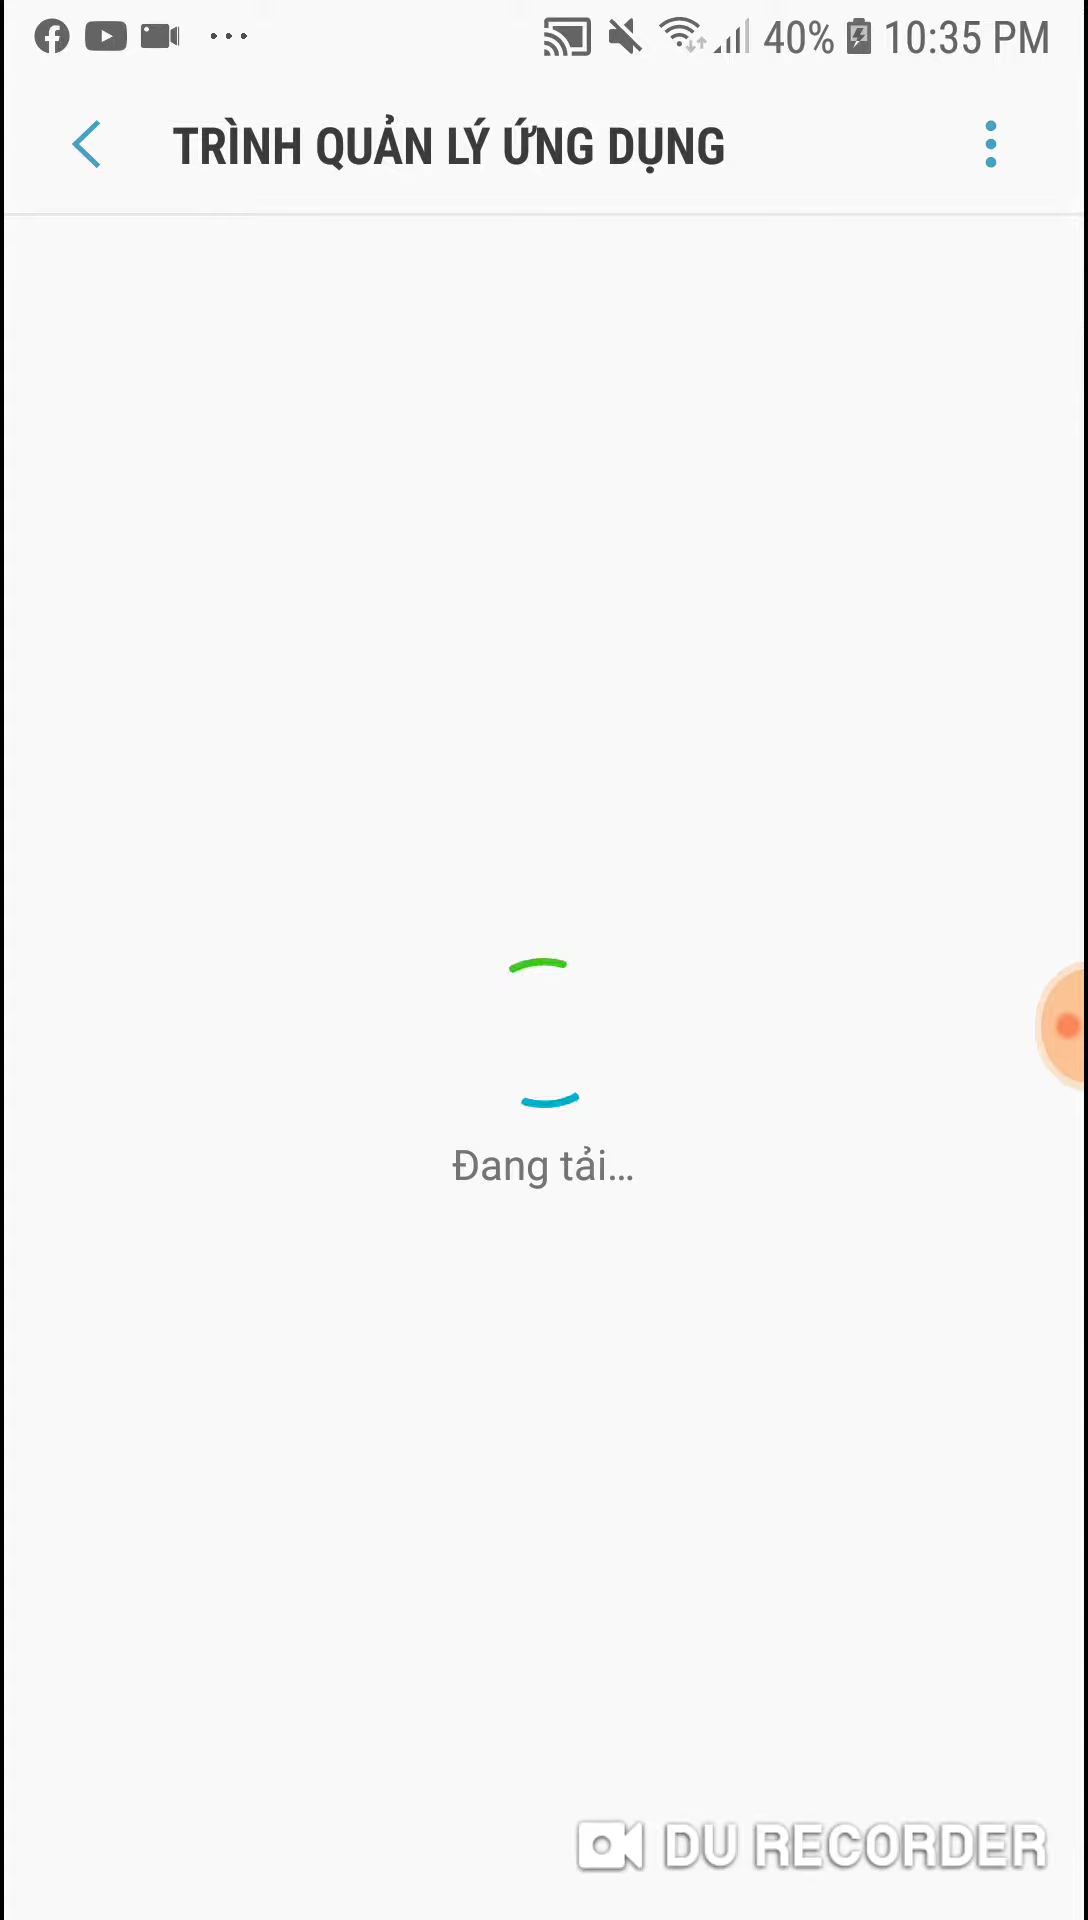 40% 10:35 PM
TRÌNH QUẢN LÝ ỨNG DỤNG
Đang tải...
DU RECORDER